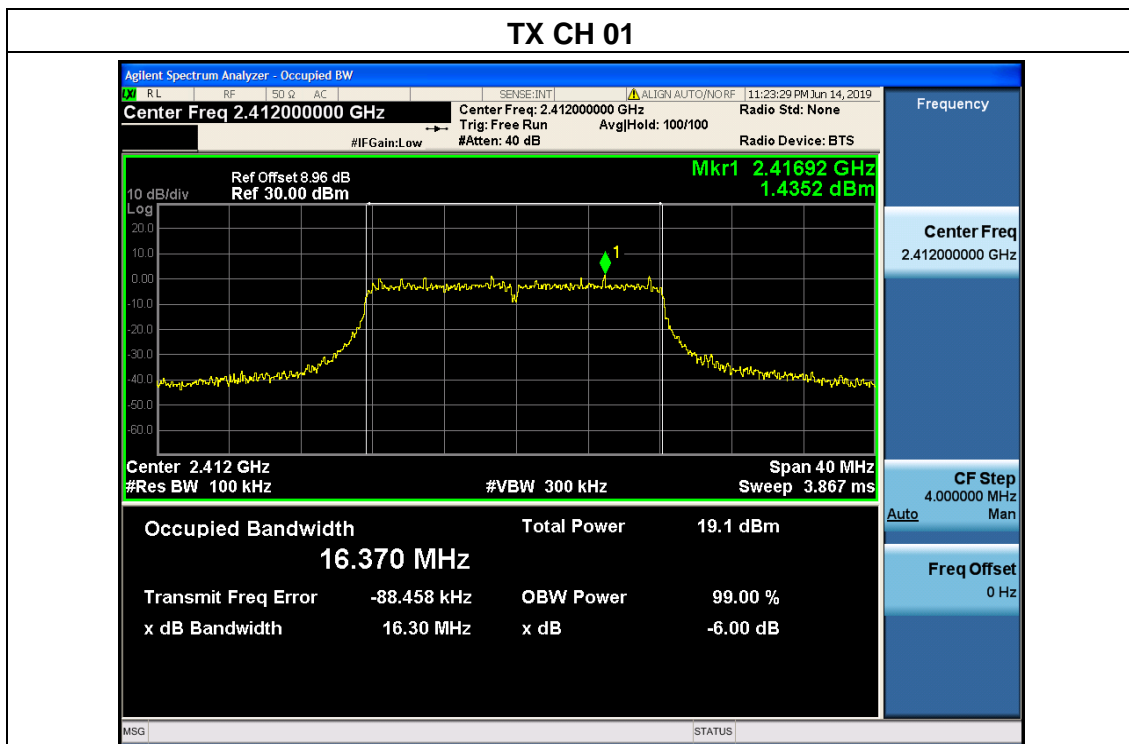 TX CH 01
Agilent Spectrum Analyzer - Occupied BW
LXI RL RF 50 Ω AC SENSE:INT ALIGN AUTO/NO RF 11:23:29 PM Jun 14, 2019
Center Freq 2.412000000 GHz
Center Freq: 2.412000000 GHz Radio Std: None
Trig: Free Run Avg|Hold: 100/100
#IFGain:Low #Atten: 40 dB Radio Device: BTS
Frequency
Mkr1 2.41692 GHz
1.4352 dBm
Ref Offset 8.96 dB
10 dB/div Ref 30.00 dBm
Log
20.0
10.0
0.00
-10.0
-20.0
-30.0
-40.0
-50.0
-60.0
1
Center 2.412 GHz Span 40 MHz
#Res BW 100 kHz #VBW 300 kHz Sweep 3.867 ms
Occupied Bandwidth Total Power 19.1 dBm
16.370 MHz
Transmit Freq Error -88.458 kHz OBW Power 99.00 %
x dB Bandwidth 16.30 MHz x dB -6.00 dB
Center Freq
2.412000000 GHz
CF Step
4.000000 MHz
Auto Man
Freq Offset
0 Hz
MSG STATUS